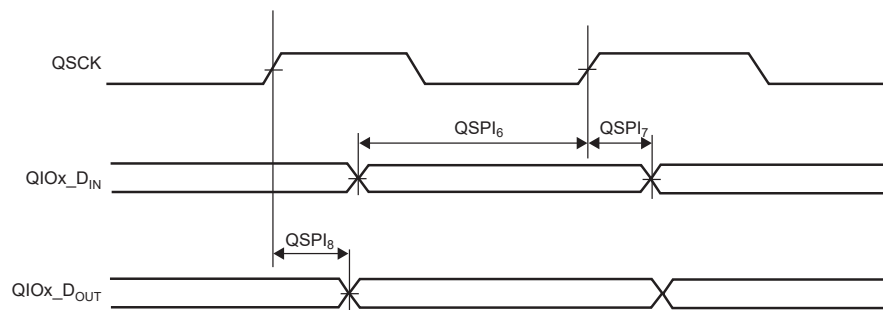 QSCK
QSPI₆ QSPI₇
QIOx_DIN
QSPI₈
QIOx_DOUT